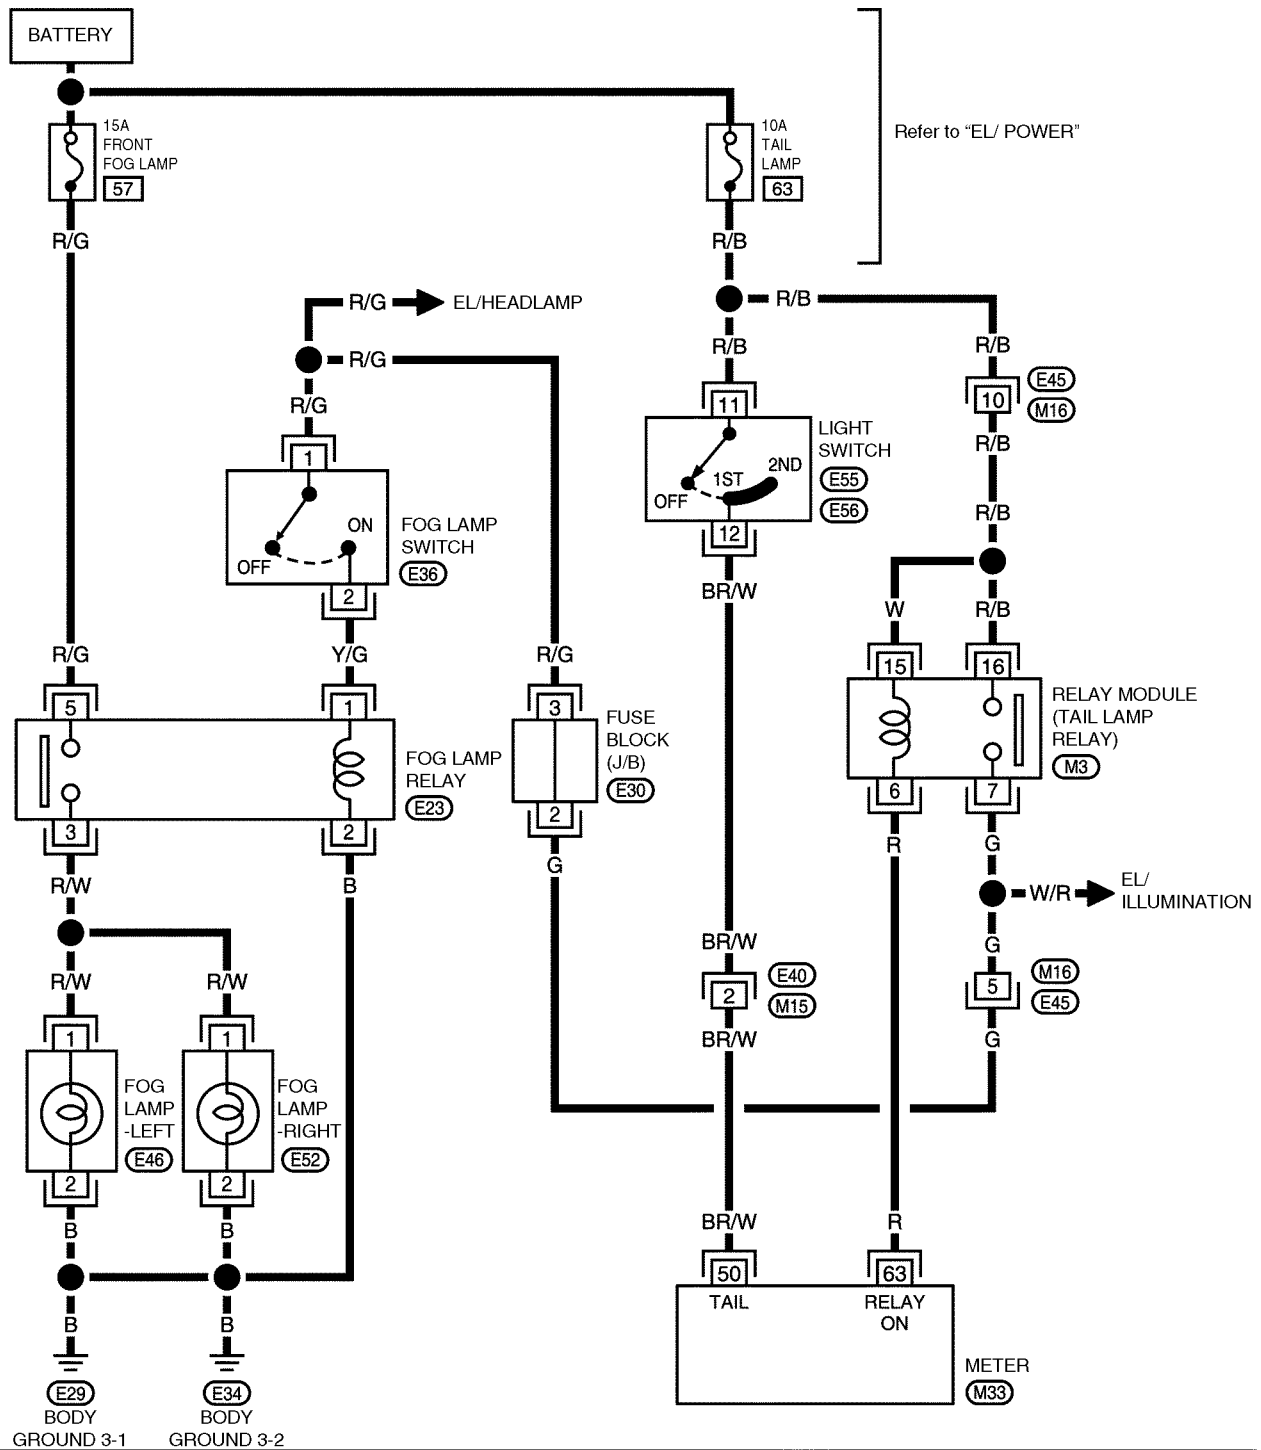 BATTERY
15A
FRONT
FOG LAMP
57
10A
TAIL
LAMP
63
Refer to "EL/ POWER"
R/G
R/B
R/G
EL/HEADLAMP
R/B
R/G
R/B
R/B
R/G
E45
10
M16
11
LIGHT
SWITCH
R/B
1
2ND
1ST
OFF
E55
E56
R/B
ON
OFF
FOG LAMP
SWITCH
E36
12
2
BR/W
W
R/B
R/G
Y/G
R/G
15
16
5
1
3
RELAY MODULE
(TAIL LAMP
RELAY)
M3
FUSE
BLOCK
(J/B)
E30
FOG LAMP
RELAY
E23
6
7
3
2
2
R
G
R/W
B
G
EL/
ILLUMINATION
W/R
BR/W
G
R/W
R/W
E40
2
M15
M16
5
E45
1
1
BR/W
G
FOG
LAMP
-LEFT
E46
FOG
LAMP
-RIGHT
E52
2
2
B
B
BR/W
R
50
63
TAIL
RELAY
ON
B
B
METER
M33
E29
BODY
GROUND 3-1
E34
BODY
GROUND 3-2